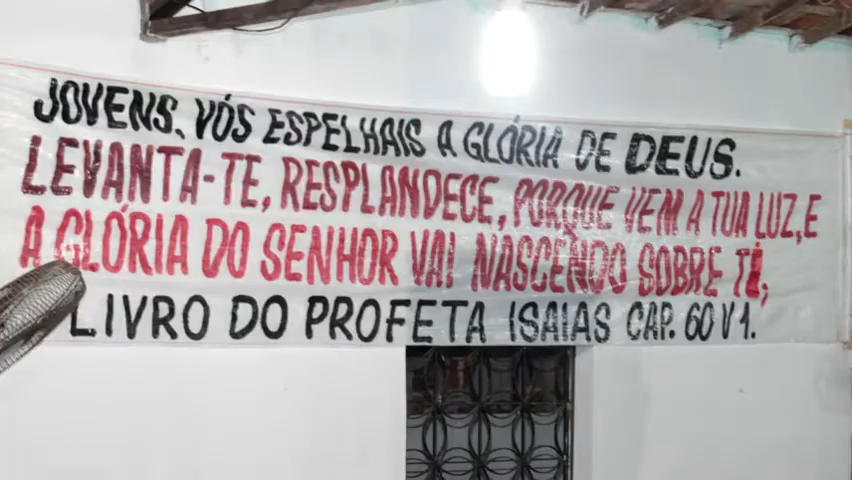 JOVENS, VÓS ESPELHAIS A GLÓRIA DE DEUS.
LEVANTA-TE, RESPLANDECE, PORQUE VEM A TUA LUZ, E
A GLÓRIA DO SENHOR VAI NASCENDO SOBRE TÍ;
LIVRO DO PROFETA ISAIAS CAP. 60 V 1.